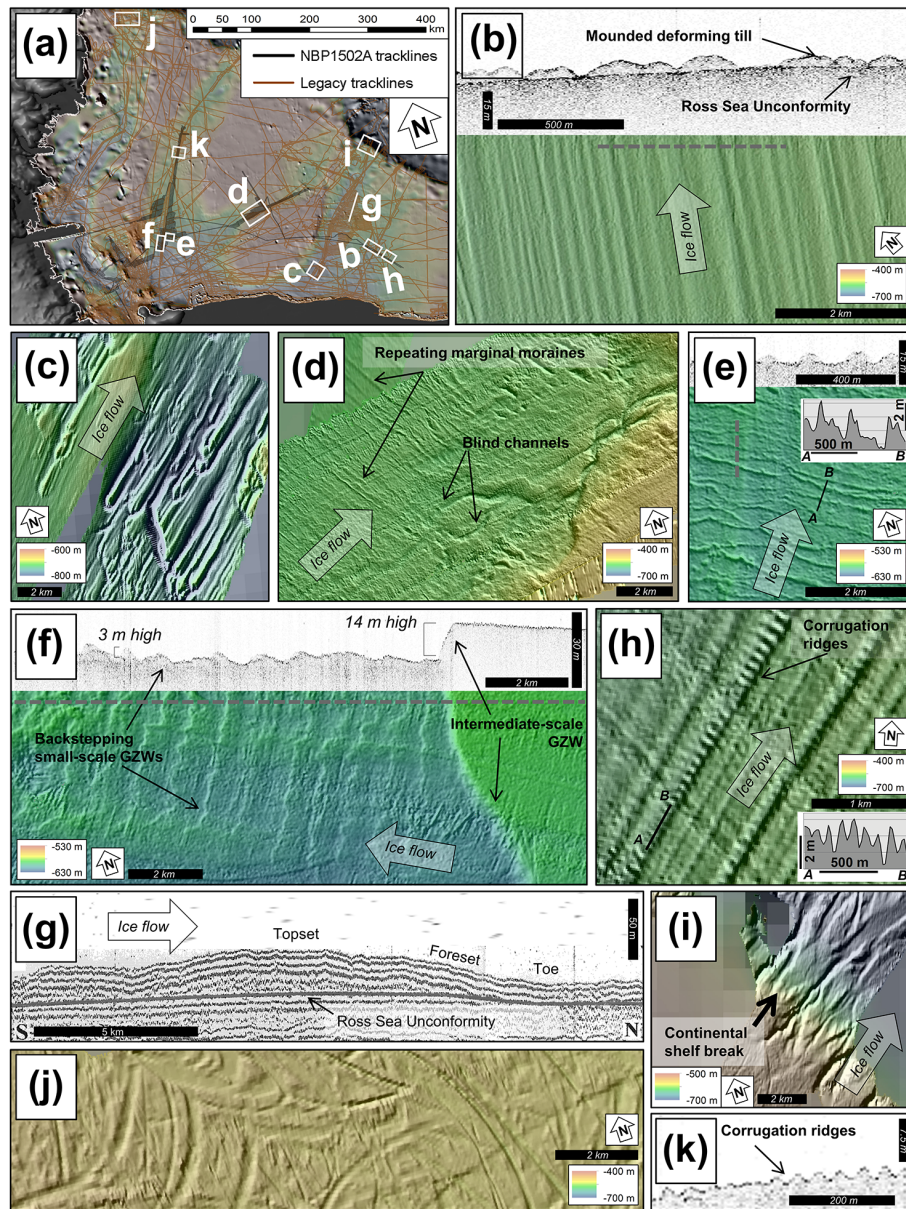 (a)
0 100 200 300 400
km
NBP1502A tracklines
Legacy tracklines
N
j
k
i
d
g
f
e
b
c
h
(b)
Mounded deforming till
Ross Sea Unconformity
15 m
500 m
Ice flow
N
-400 m
-700 m
2 km
(c)
Ice flow
N
-600 m
-800 m
2 km
(d)
Repeating marginal moraines
Blind channels
Ice flow
N
-400 m
-700 m
2 km
(e)
15 m
400 m
2 m
500 m
A B
B
A
Ice flow
N
-530 m
-630 m
2 km
(f)
3 m high
14 m high
30 m
2 km
Backstepping
small-scale GZWs
Intermediate-scale
GZW
-530 m
-630 m
N
2 km
Ice flow
(h)
Corrugation
ridges
Ice flow
N
-400 m
-700 m
B
A
1 km
2 m
500 m
A B
(g)
Ice flow
50 m
Topset
Foreset
Toe
Ross Sea Unconformity
S
5 km
N
(i)
Continental
shelf break
Ice flow
-500 m
-700 m
N
2 km
(j)
N
2 km
-400 m
-700 m
(k)
Corrugation ridges
7.5 m
200 m